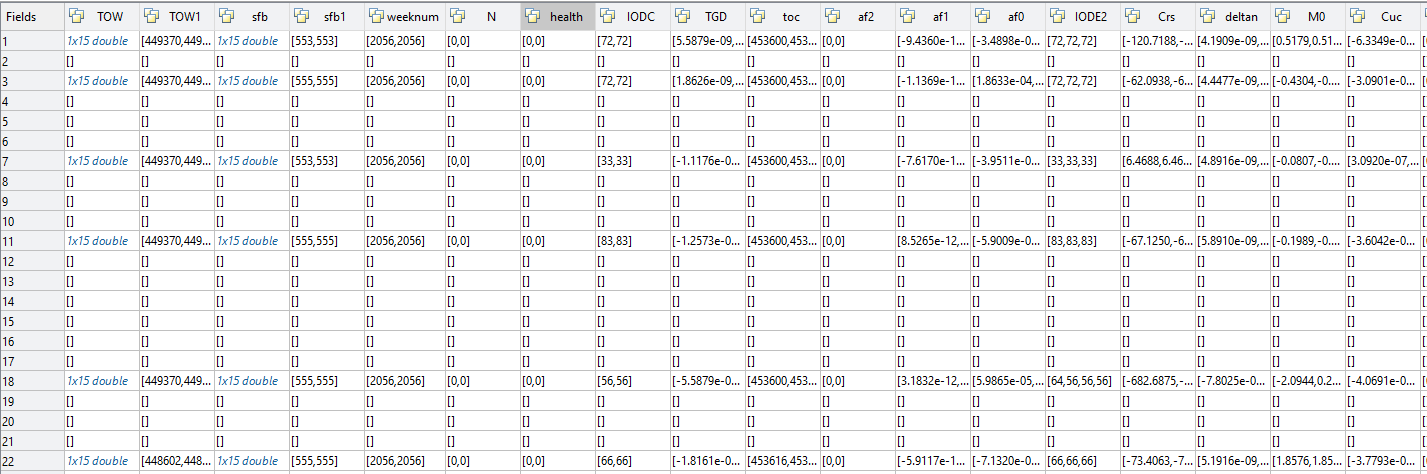 Fields TOW TOW1 sfb sfb1 weeknum N health IODC TGD toc af2 af1 af0 IODE2 Crs deltan M0 Cuc
1 1x15 double [449370,449... 1x15 double [553,553] [2056,2056] [0,0] [0,0] [72,72] [5.5879e-09,... [453600,453... [0,0] [-9.4360e-1... [-3.4898e-0... [72,72,72] [-120.7188,-... [4.1909e-09,... [0.5179,0.51... [-6.3349e-0...
2 [] [] [] [] [] [] [] [] [] [] [] [] [] [] [] [] [] []
3 1x15 double [449370,449... 1x15 double [555,555] [2056,2056] [0,0] [0,0] [72,72] [1.8626e-09,... [453600,453... [0,0] [-1.1369e-1... [1.8633e-04,... [72,72,72] [-62.0938,-6... [4.4477e-09,... [-0.4304,-0.... [-3.0901e-0...
4 [] [] [] [] [] [] [] [] [] [] [] [] [] [] [] [] [] []
5 [] [] [] [] [] [] [] [] [] [] [] [] [] [] [] [] [] []
6 [] [] [] [] [] [] [] [] [] [] [] [] [] [] [] [] [] []
7 1x15 double [449370,449... 1x15 double [553,553] [2056,2056] [0,0] [0,0] [33,33] [-1.1176e-0... [453600,453... [0,0] [-7.6170e-1... [-3.9511e-0... [33,33,33] [6.4688,6.46... [4.8916e-09,... [-0.0807,-0.... [3.0920e-07,...
8 [] [] [] [] [] [] [] [] [] [] [] [] [] [] [] [] [] []
9 [] [] [] [] [] [] [] [] [] [] [] [] [] [] [] [] [] []
10 [] [] [] [] [] [] [] [] [] [] [] [] [] [] [] [] [] []
11 1x15 double [449370,449... 1x15 double [555,555] [2056,2056] [0,0] [0,0] [83,83] [-1.2573e-0... [453600,453... [0,0] [8.5265e-12,... [-5.9009e-0... [83,83,83] [-67.1250,-6... [5.8910e-09,... [-0.1989,-0.... [-3.6042e-0...
12 [] [] [] [] [] [] [] [] [] [] [] [] [] [] [] [] [] []
13 [] [] [] [] [] [] [] [] [] [] [] [] [] [] [] [] [] []
14 [] [] [] [] [] [] [] [] [] [] [] [] [] [] [] [] [] []
15 [] [] [] [] [] [] [] [] [] [] [] [] [] [] [] [] [] []
16 [] [] [] [] [] [] [] [] [] [] [] [] [] [] [] [] [] []
17 [] [] [] [] [] [] [] [] [] [] [] [] [] [] [] [] [] []
18 1x15 double [449370,449... 1x15 double [555,555] [2056,2056] [0,0] [0,0] [56,56] [-5.5879e-0... [453600,453... [0,0] [3.1832e-12,... [5.9865e-05,... [64,56,56,56] [-682.6875,-... [-7.8025e-0... [-2.0944,0.2... [-4.0691e-0...
19 [] [] [] [] [] [] [] [] [] [] [] [] [] [] [] [] [] []
20 [] [] [] [] [] [] [] [] [] [] [] [] [] [] [] [] [] []
21 [] [] [] [] [] [] [] [] [] [] [] [] [] [] [] [] [] []
22 1x15 double [448602,448... 1x15 double [555,555] [2056,2056] [0,0] [0,0] [66,66] [-1.8161e-0... [453616,453... [0,0] [-5.9117e-1... [-7.1320e-0... [66,66,66] [-73.4063,-7... [5.1916e-09,... [1.8576,1.85... [-3.7793e-0...